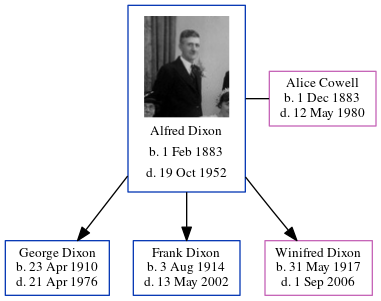 Alfred Dixon
b. 1 Feb 1883
d. 19 Oct 1952
Alice Cowell
b. 1 Dec 1883
d. 12 May 1980
George Dixon
b. 23 Apr 1910
d. 21 Apr 1976
Frank Dixon
b. 3 Aug 1914
d. 13 May 2002
Winifred Dixon
b. 31 May 1917
d. 1 Sep 2006